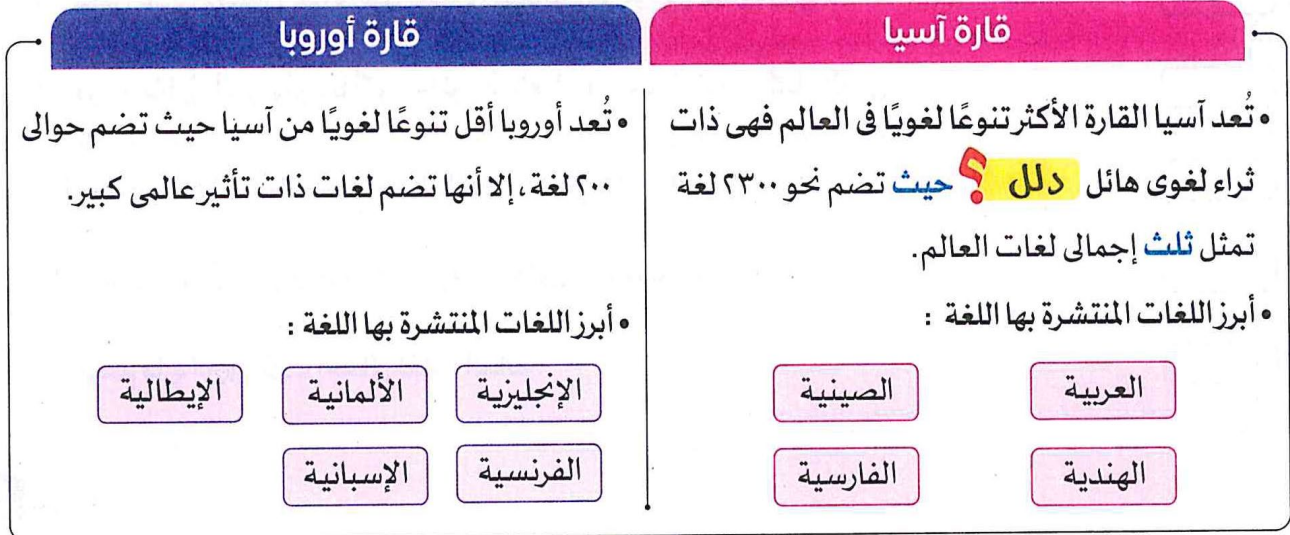 قارة آسيا
تُعد آسيا القارة الأكثر تنوعًا لغويًا فى العالم فهى ذات
ثراء لغوى هائل دلل ؟ حيث تضم نحو ٢٣٠٠ لغة
تمثل ثلث إجمالى لغات العالم.
أبرز اللغات المنتشرة بها اللغة :
العربية
الصينية
الهندية
الفارسية
قارة أوروبا
تُعد أوروبا أقل تنوعًا لغويًا من آسيا حيث تضم حوالى
٢٠٠ لغة، إلا أنها تضم لغات ذات تأثير عالمى كبير.
أبرز اللغات المنتشرة بها اللغة :
الإنجليزية
الألمانية
الإيطالية
الفرنسية
الإسبانية